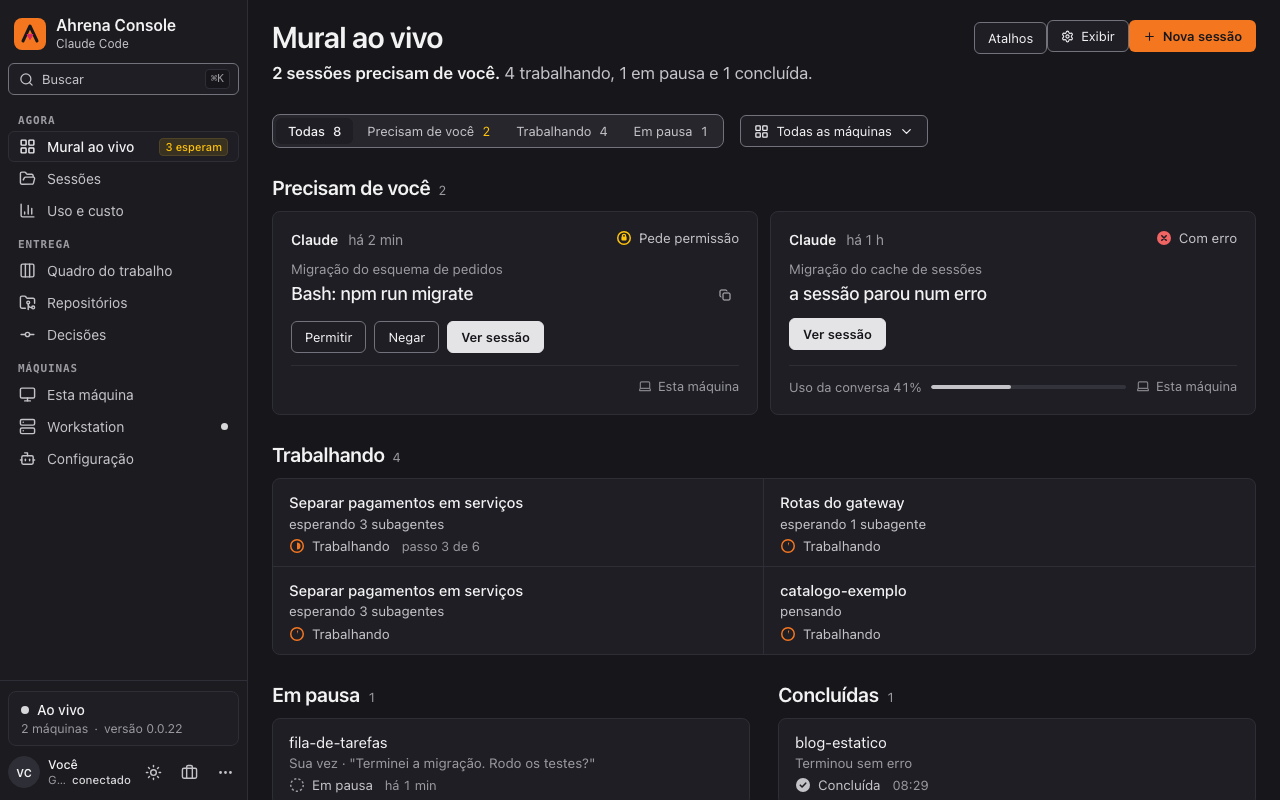 Ahrena Console
Claude Code
Buscar ⌘K
AGORA
Mural ao vivo 3 esperam
Sessões
Uso e custo
ENTREGA
Quadro do trabalho
Repositórios
Decisões
MÁQUINAS
Esta máquina
Workstation
Configuração
Ao vivo
2 máquinas · versão 0.0.22
VC
Você
G... conectado
Mural ao vivo
Atalhos
Exibir
+ Nova sessão
2 sessões precisam de você. 4 trabalhando, 1 em pausa e 1 concluída.
Todas 8 Precisam de você 2 Trabalhando 4 Em pausa 1
Todas as máquinas
Precisam de você 2
Claude há 2 min Pede permissão
Migração do esquema de pedidos
Bash: npm run migrate
Permitir Negar Ver sessão
Esta máquina
Claude há 1 h Com erro
Migração do cache de sessões
a sessão parou num erro
Ver sessão
Uso da conversa 41% Esta máquina
Trabalhando 4
Separar pagamentos em serviços
esperando 3 subagentes
Trabalhando passo 3 de 6
Rotas do gateway
esperando 1 subagente
Trabalhando
Separar pagamentos em serviços
esperando 3 subagentes
Trabalhando
catalogo-exemplo
pensando
Trabalhando
Em pausa 1
fila-de-tarefas
Sua vez · "Terminei a migração. Rodo os testes?"
Em pausa há 1 min
Concluídas 1
blog-estatico
Terminou sem erro
Concluída 08:29